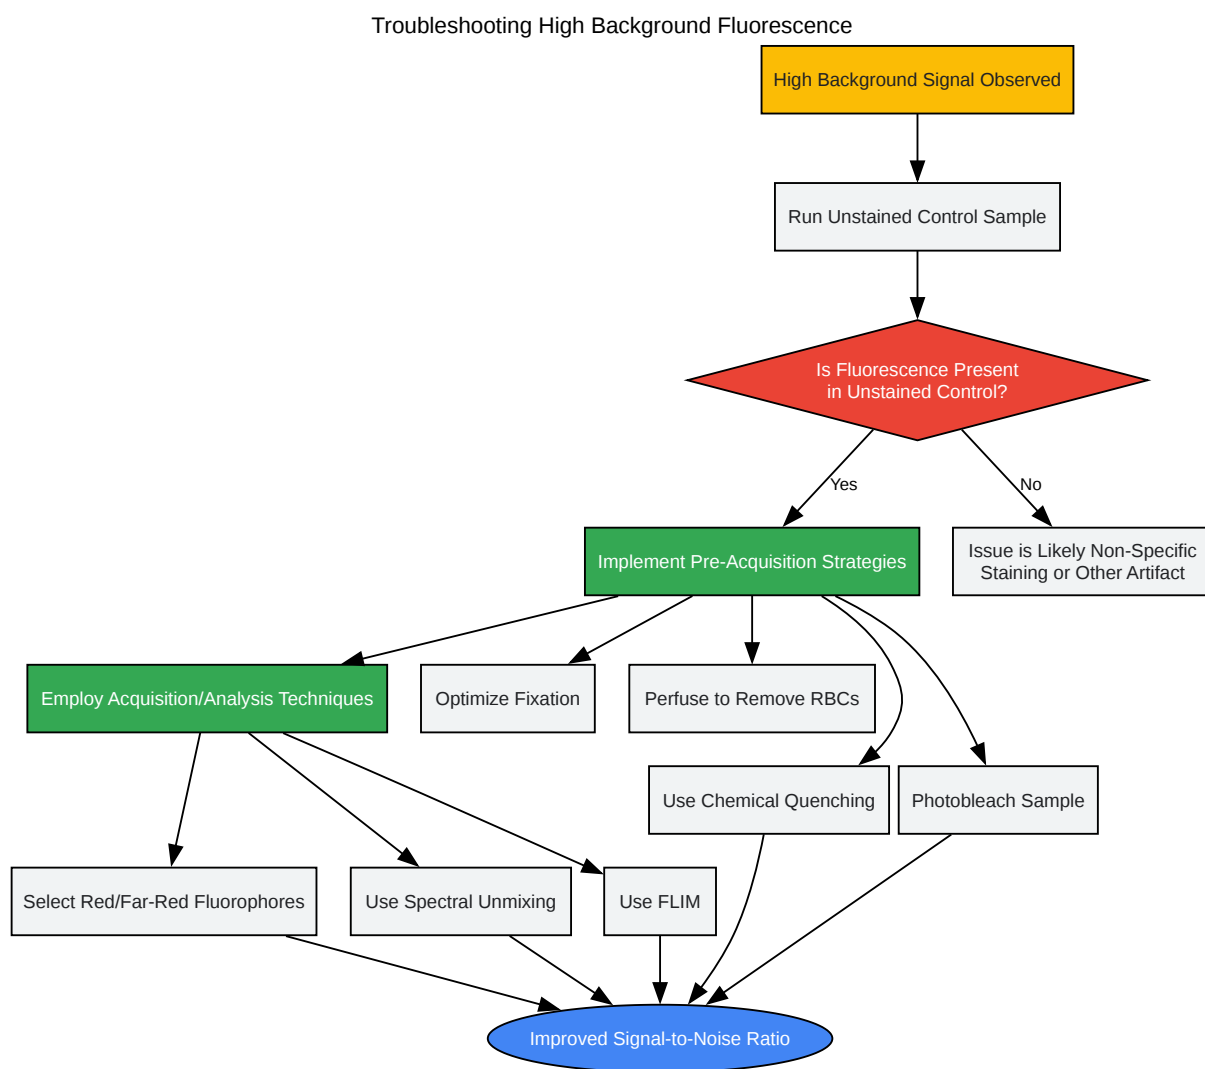 Troubleshooting High Background Fluorescence
High Background Signal Observed
Run Unstained Control Sample
Is Fluorescence Present
in Unstained Control?
Yes
No
Implement Pre-Acquisition Strategies
Issue is Likely Non-Specific
Staining or Other Artifact
Employ Acquisition/Analysis Techniques
Optimize Fixation
Perfuse to Remove RBCs
Use Chemical Quenching
Photobleach Sample
Select Red/Far-Red Fluorophores
Use Spectral Unmixing
Use FLIM
Improved Signal-to-Noise Ratio